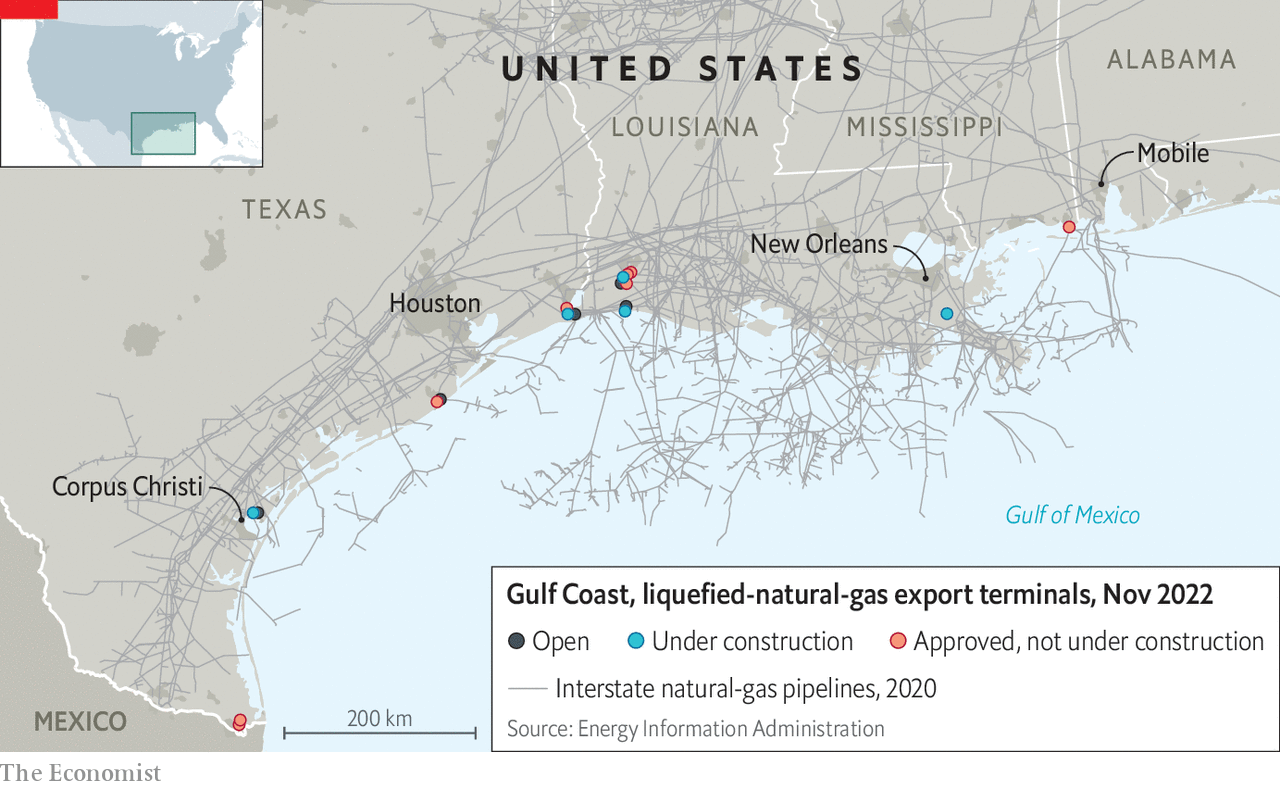 UNITED STATES
ALABAMA
LOUISIANA
MISSISSIPPI
Mobile
TEXAS
New Orleans
Houston
Corpus Christi
Gulf of Mexico
MEXICO
200 km
Gulf Coast, liquefied-natural-gas export terminals, Nov 2022
Open
Under construction
Approved, not under construction
Interstate natural-gas pipelines, 2020
Source: Energy Information Administration
The Economist